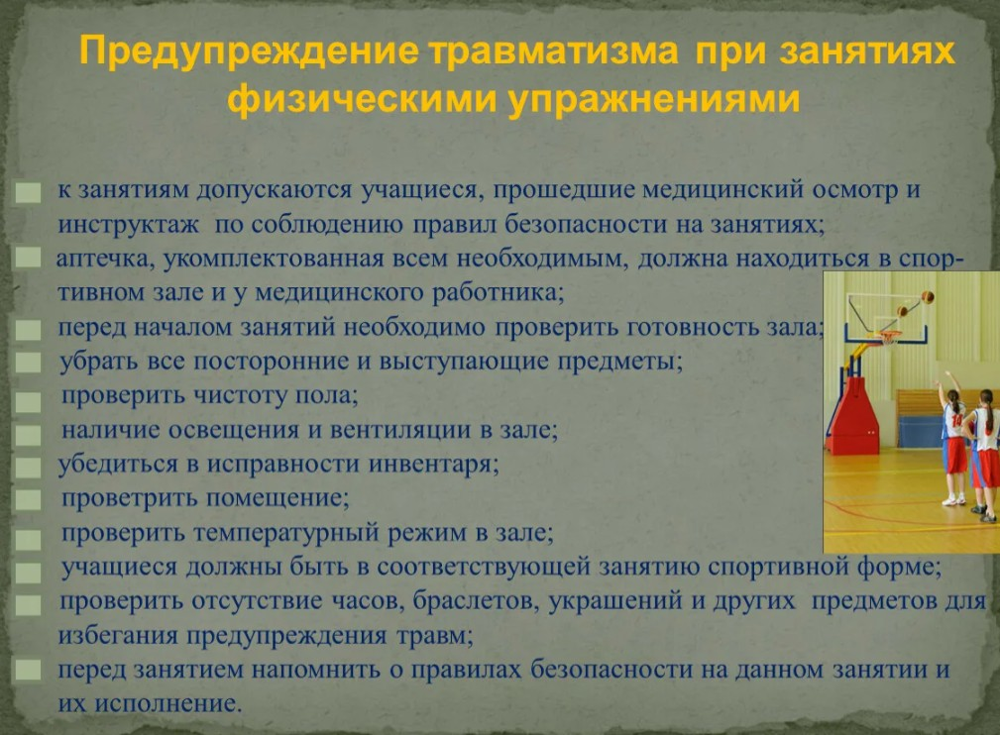 Предупреждение травматизма при занятиях
физическими упражнениями
к занятиям допускаются учащиеся, прошедшие медицинский осмотр и
инструктаж по соблюдению правил безопасности на занятиях;
аптечка, укомплектованная всем необходимым, должна находиться в спор-
тивном зале и у медицинского работника;
перед началом занятий необходимо проверить готовность зала;
убрать все посторонние и выступающие предметы;
проверить чистоту пола;
наличие освещения и вентиляции в зале;
убедиться в исправности инвентаря;
проветрить помещение;
проверить температурный режим в зале;
учащиеся должны быть в соответствующей занятию спортивной форме;
проверить отсутствие часов, браслетов, украшений и других предметов для
избегания предупреждения травм;
перед занятием напомнить о правилах безопасности на данном занятии и
их исполнение.